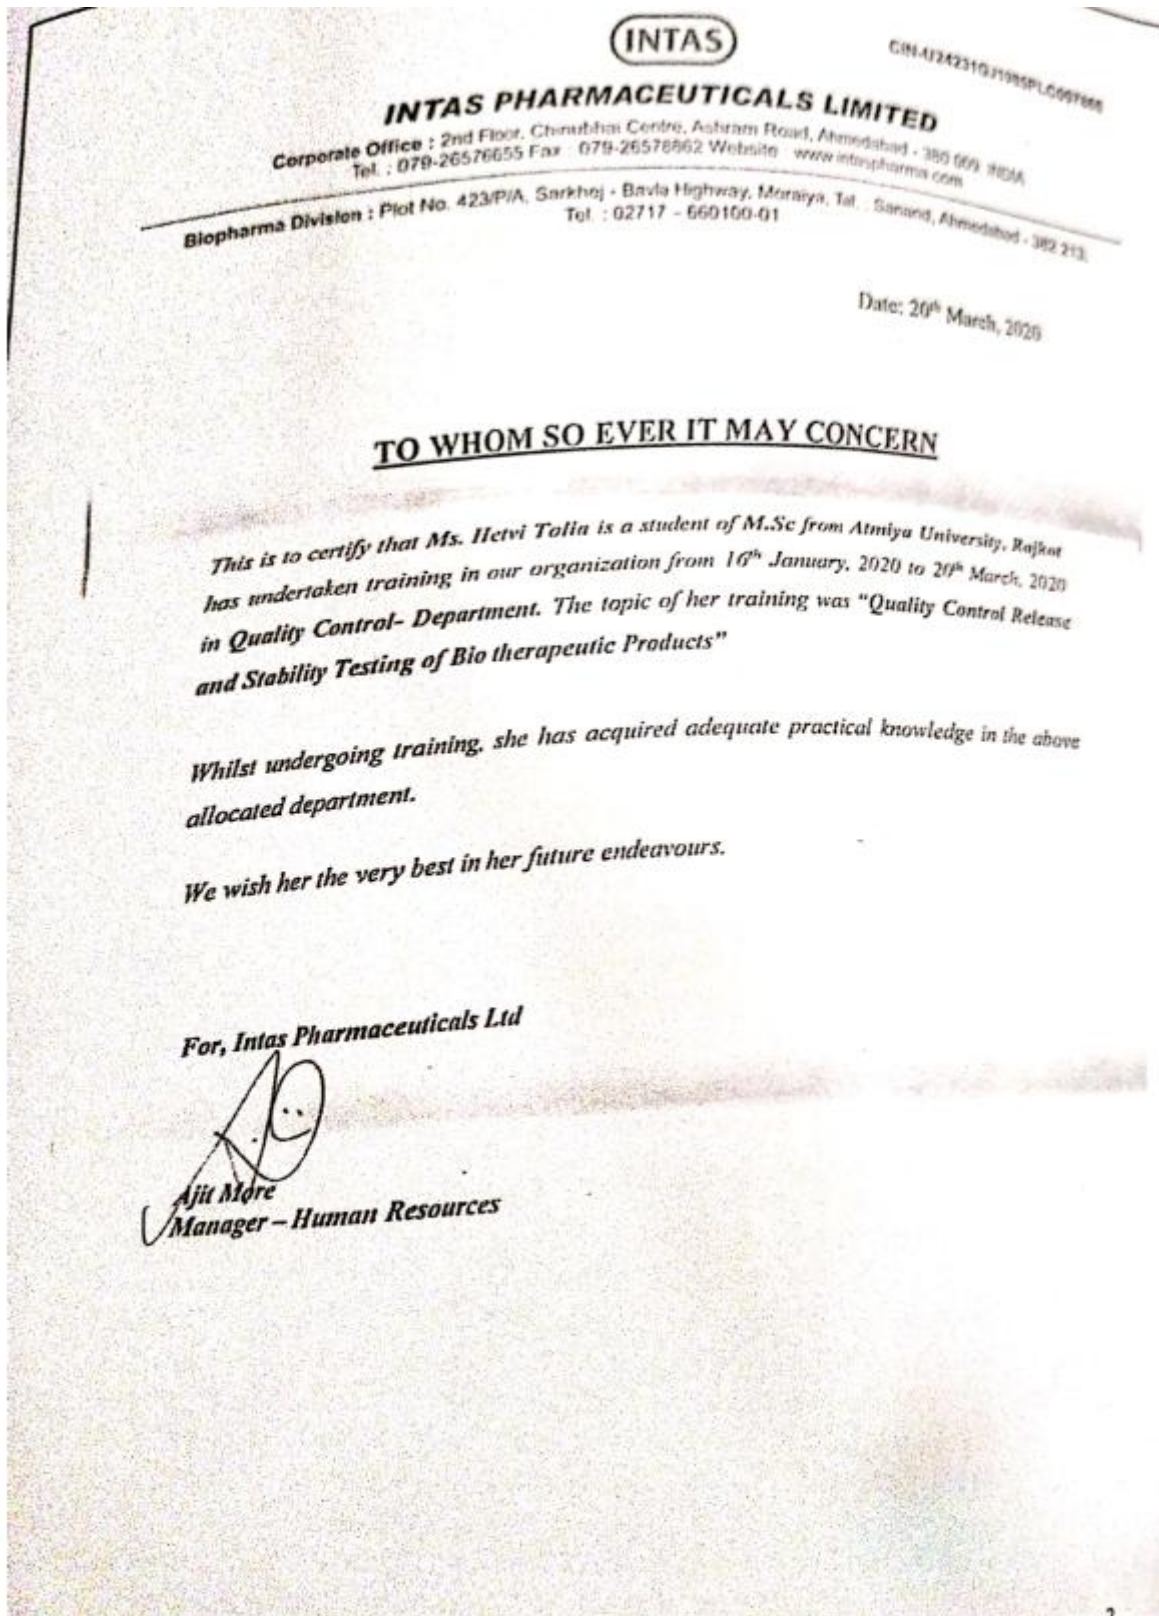 INTAS
INTAS PHARMACEUTICALS LIMITED
Corporate Office : 2nd Floor, Chinubhai Centre, Ashram Road, Ahmedabad - 380 009. INDIA
Tel. : 079-26576655 Fax : 079-26578862 Website : www.intaspharma.com
Biopharma Division : Plot No. 423/P/A, Sarkhej - Bavla Highway, Moraiya, Tal. : Sanand, Ahmedabad - 382 213.
Tel. : 02717 - 660100-01
Date: 20th March, 2020
TO WHOM SO EVER IT MAY CONCERN
This is to certify that Ms. Hetvi Tolia is a student of M.Sc from Atmiya University, Rajkot
has undertaken training in our organization from 16th January, 2020 to 20th March, 2020
in Quality Control- Department. The topic of her training was “Quality Control Release
and Stability Testing of Bio therapeutic Products”
Whilst undergoing training, she has acquired adequate practical knowledge in the above
allocated department.
We wish her the very best in her future endeavours.
For, Intas Pharmaceuticals Ltd
Ajit More
Manager – Human Resources